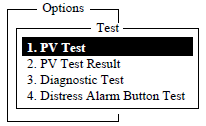 Options
Test
1. PV Test
2. PV Test Result
3. Diagnostic Test
4. Distress Alarm Button Test